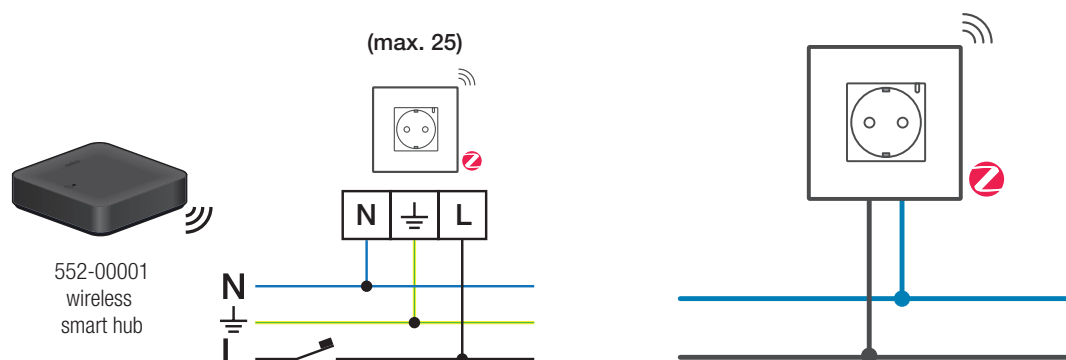 (max. 25)
N L
552-00001
wireless
smart hub
N
L